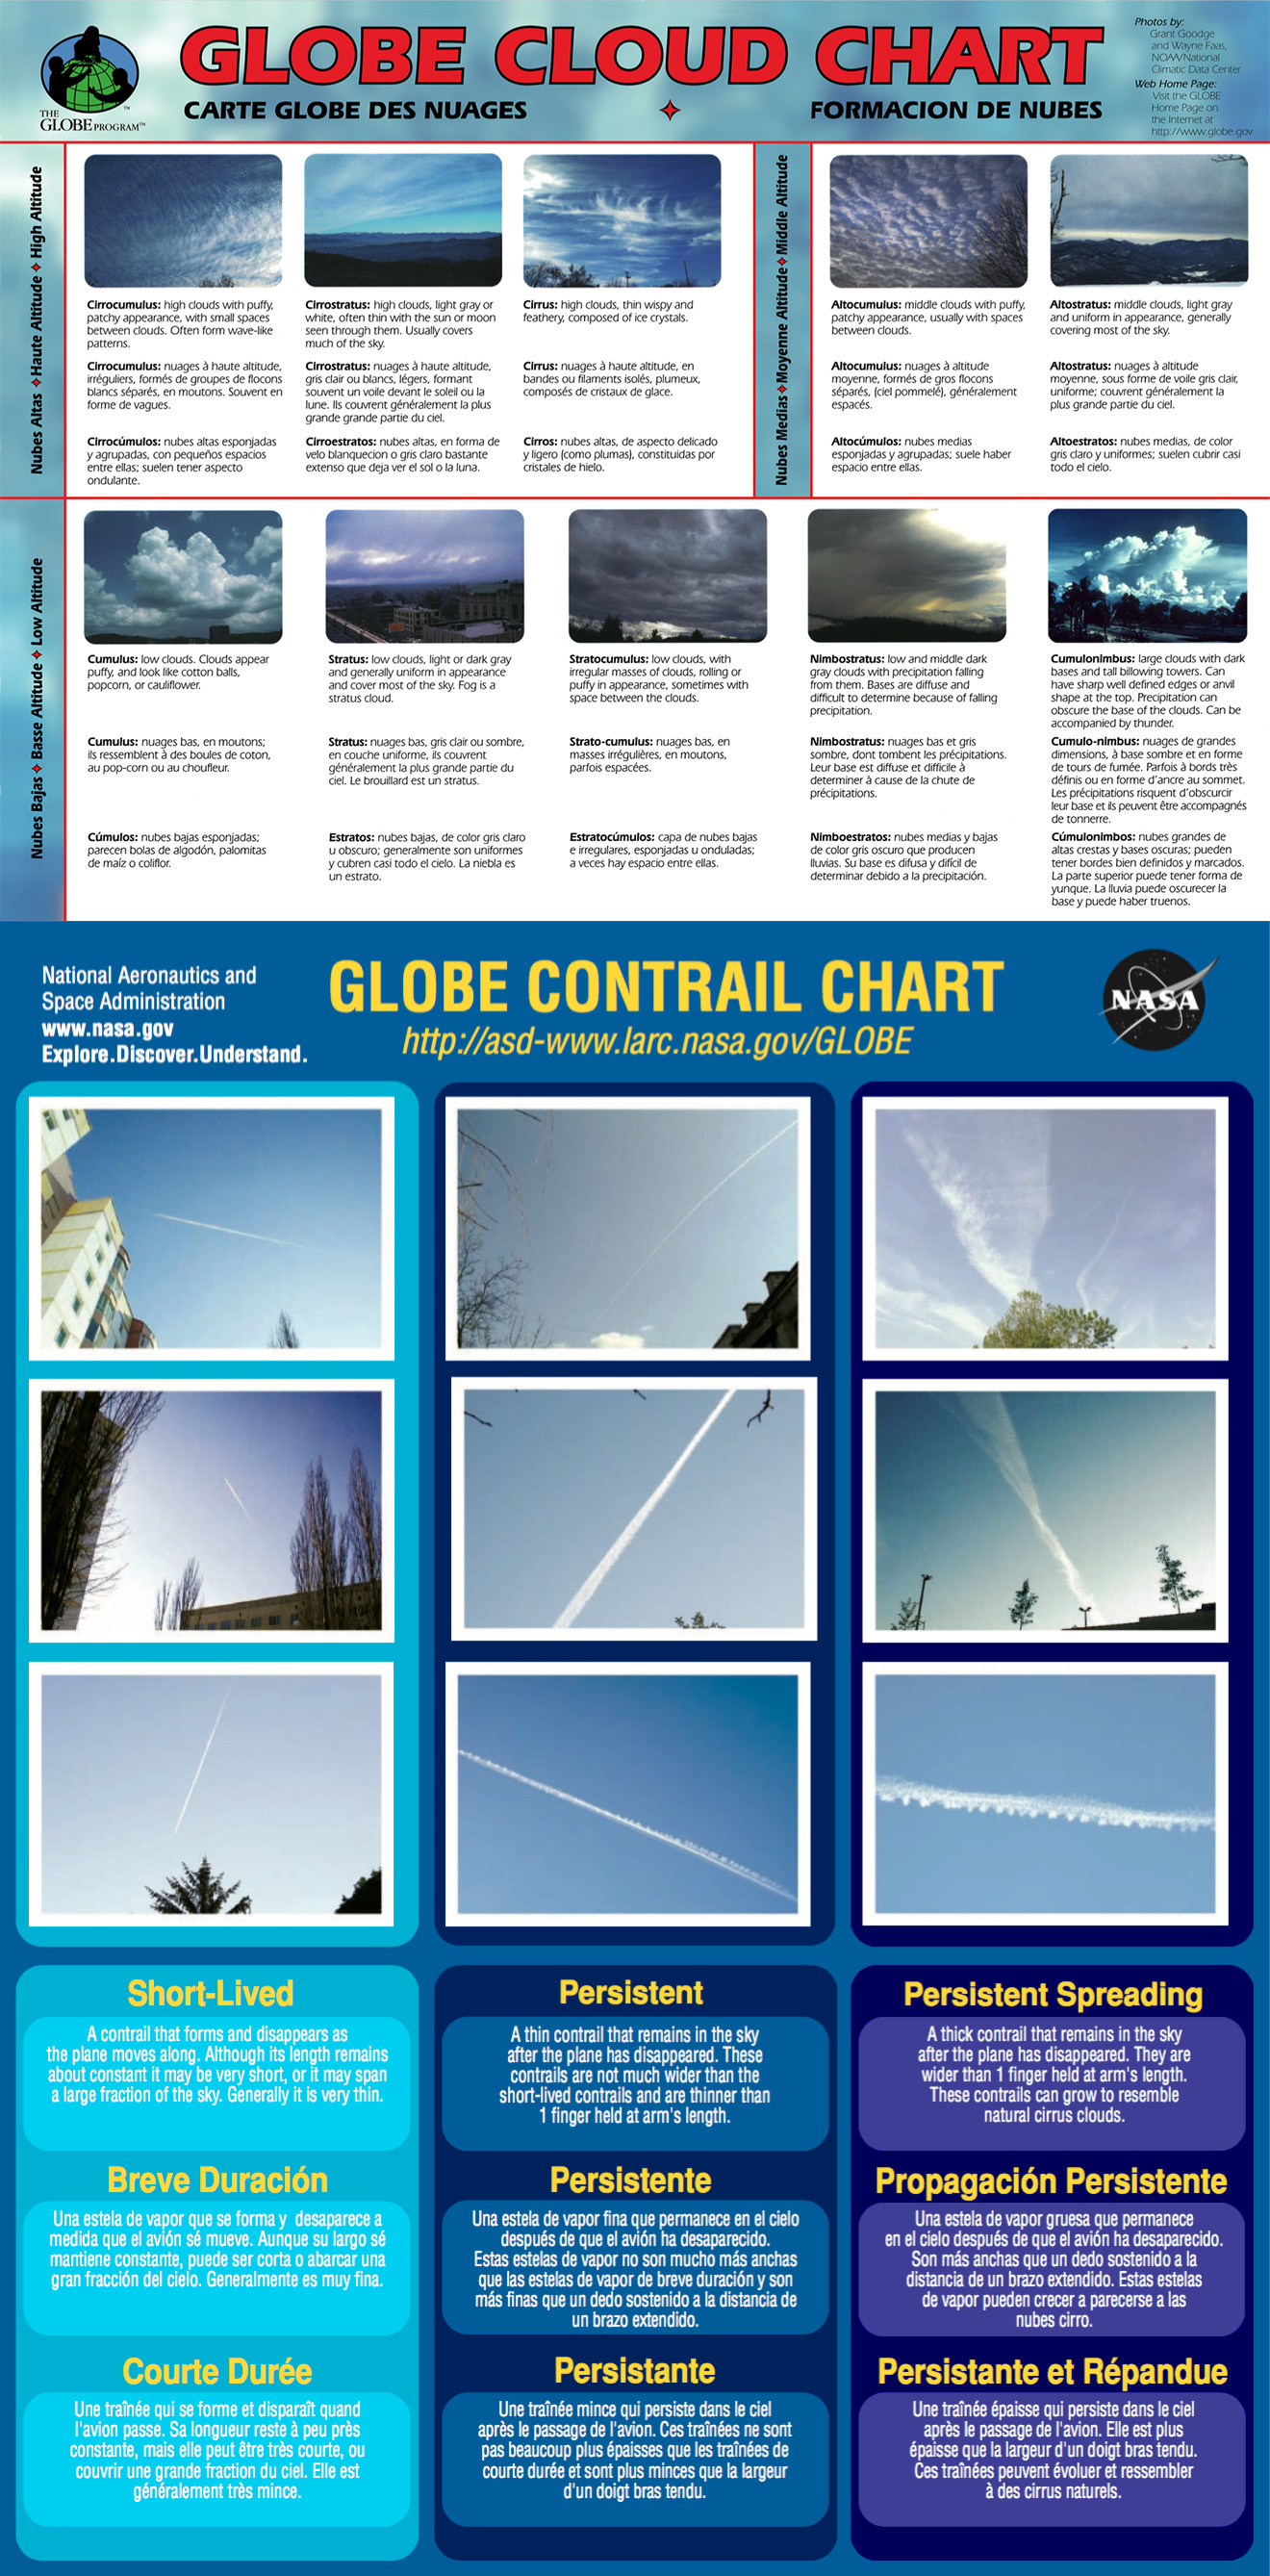 GLOBE CLOUD CHART
CARTE GLOBE DES NUAGES
FORMACION DE NUBES
THE
GLOBE PROGRAM™
Photos by:
Grant Goodge
and Wayne Faas,
NOAA/National
Climatic Data Center.
Web Home Page:
Visit the GLOBE
Home Page on
the Internet at
http://www.globe.gov
Nubes Altas ✦ Haute Altitude ✦ High Altitude
Cirrocumulus: high clouds with puffy,
patchy appearance, with small spaces
between clouds. Often form wave-like
patterns.
Cirrocumulus: nuages à haute altitude,
irréguliers, formés de groupes de flocons
blancs séparés, en moutons. Souvent en
forme de vagues.
Cirrocúmulos: nubes altas esponjadas
y agrupadas, con pequeños espacios
entre ellas; suelen tener aspecto
ondulante.
Cirrostratus: high clouds, light gray or
white, often thin with the sun or moon
seen through them. Usually covers
much of the sky.
Cirrostratus: nuages à haute altitude,
gris clair ou blancs, légers, formant
souvent un voile devant le soleil ou la
lune. Ils couvrent généralement la plus
grande grande partie du ciel.
Cirroestratos: nubes altas, en forma de
velo blanquecion o gris claro bastante
extenso que deja ver el sol o la luna.
Cirrus: high clouds, thin wispy and
feathery, composed of ice crystals.
Cirrus: nuages à haute altitude, en
bandes ou filaments isolés, plumeux,
composés de cristaux de glace.
Cirros: nubes altas, de aspecto delicado
y ligero (como plumas), constituidas por
cristales de hielo.
Nubes Medias ✦ Moyenne Altitude ✦ Middle Altitude
Altocumulus: middle clouds with puffy,
patchy appearance, usually with spaces
between clouds.
Altocumulus: nuages à altitude
moyenne, formés de gros flocons
séparés, (ciel pommelé), généralement
espacés.
Altocúmulos: nubes medias
esponjadas y agrupadas; suele haber
espacio entre ellas.
Altostratus: middle clouds, light gray
and uniform in appearance, generally
covering most of the sky.
Altostratus: nuages à altitude
moyenne, sous forme de voile gris clair,
uniforme; couvrent généralement la
plus grande partie du ciel.
Altoestratos: nubes medias, de color
gris claro y uniformes; suelen cubrir casi
todo el cielo.
Nubes Bajas ✦ Basse Altitude ✦ Low Altitude
Cumulus: low clouds. Clouds appear
puffy, and look like cotton balls,
popcorn, or cauliflower.
Cumulus: nuages bas, en moutons;
ils ressemblent à des boules de coton,
au pop-corn ou au choufleur.
Cúmulos: nubes bajas esponjadas;
parecen bolas de algodón, palomitas
de maíz o coliflor.
Stratus: low clouds, light or dark gray
and generally uniform in appearance
and cover most of the sky. Fog is a
stratus cloud.
Stratus: nuages bas, gris clair ou sombre,
en couche uniforme, ils couvrent
généralement la plus grande partie du
ciel. Le brouillard est un stratus.
Estratos: nubes bajas, de color gris claro
u obscuro; generalmente son uniformes
y cubren casi todo el cielo. La niebla es
un estrato.
Stratocumulus: low clouds, with
irregular masses of clouds, rolling or
puffy in appearance, sometimes with
space between the clouds.
Strato-cumulus: nuages bas, en
masses irrégulières, en moutons,
parfois espacées.
Estratocúmulos: capa de nubes bajas
e irregulares, esponjadas u onduladas;
a veces hay espacio entre ellas.
Nimbostratus: low and middle dark
gray clouds with precipitation falling
from them. Bases are diffuse and
difficult to determine because of falling
precipitation.
Nimbostratus: nuages bas et gris
sombre, dont tombent les précipitations.
Leur base est diffuse et difficile à
determiner à cause de la chute de
précipitations.
Nimboestratos: nubes medias y bajas
de color gris oscuro que producen
lluvias. Su base es difusa y difícil de
determinar debido a la precipitación.
Cumulonimbus: large clouds with dark
bases and tall billowing towers. Can
have sharp well defined edges or anvil
shape at the top. Precipitation can
obscure the base of the clouds. Can be
accompanied by thunder.
Cumulo-nimbus: nuages de grandes
dimensions, à base sombre et en forme
de tours de fumée. Parfois à bords très
définis ou en forme d'ancre au sommet.
Les précipitations risquent d'obscurcir
leur base et ils peuvent être accompagnés
de tonnerre.
Cúmulonimbos: nubes grandes de
altas crestas y bases oscuras; pueden
tener bordes bien definidos y marcados.
La parte superior puede tener forma de
yunque. La lluvia puede oscurecer la
base y puede haber truenos.
National Aeronautics and
Space Administration
www.nasa.gov
Explore.Discover.Understand.
GLOBE CONTRAIL CHART
http://asd-www.larc.nasa.gov/GLOBE
NASA
Short-Lived
A contrail that forms and disappears as
the plane moves along. Although its length remains
about constant it may be very short, or it may span
a large fraction of the sky. Generally it is very thin.
Breve Duración
Una estela de vapor que se forma y desaparece a
medida que el avión sé mueve. Aunque su largo sé
mantiene constante, puede ser corta o abarcar una
gran fracción del cielo. Generalmente es muy fina.
Courte Durée
Une traînée qui se forme et disparaît quand
l'avion passe. Sa longueur reste à peu près
constante, mais elle peut être très courte, ou
couvrir une grande fraction du ciel. Elle est
généralement très mince.
Persistent
A thin contrail that remains in the sky
after the plane has disappeared. These
contrails are not much wider than the
short-lived contrails and are thinner than
1 finger held at arm's length.
Persistente
Una estela de vapor fina que permanece en el cielo
después de que el avión ha desaparecido.
Estas estelas de vapor no son mucho más anchas
que las estelas de vapor de breve duración y son
más finas que un dedo sostenido a la distancia de
un brazo extendido.
Persistante
Une traînée mince qui persiste dans le ciel
après le passage de l'avion. Ces traînées ne sont
pas beaucoup plus épaisses que les traînées de
courte durée et sont plus minces que la largeur
d'un doigt bras tendu.
Persistent Spreading
A thick contrail that remains in the sky
after the plane has disappeared. They are
wider than 1 finger held at arm's length.
These contrails can grow to resemble
natural cirrus clouds.
Propagación Persistente
Una estela de vapor gruesa que permanece
en el cielo después de que el avión ha desaparecido.
Son más anchas que un dedo sostenido a la
distancia de un brazo extendido. Estas estelas
de vapor pueden crecer a parecerse a las
nubes cirro.
Persistante et Répandue
Une traînée épaisse qui persiste dans le ciel
après le passage de l'avion. Elle est plus
épaisse que la largeur d'un doigt bras tendu.
Ces traînées peuvent évoluer et ressembler
à des cirrus naturels.